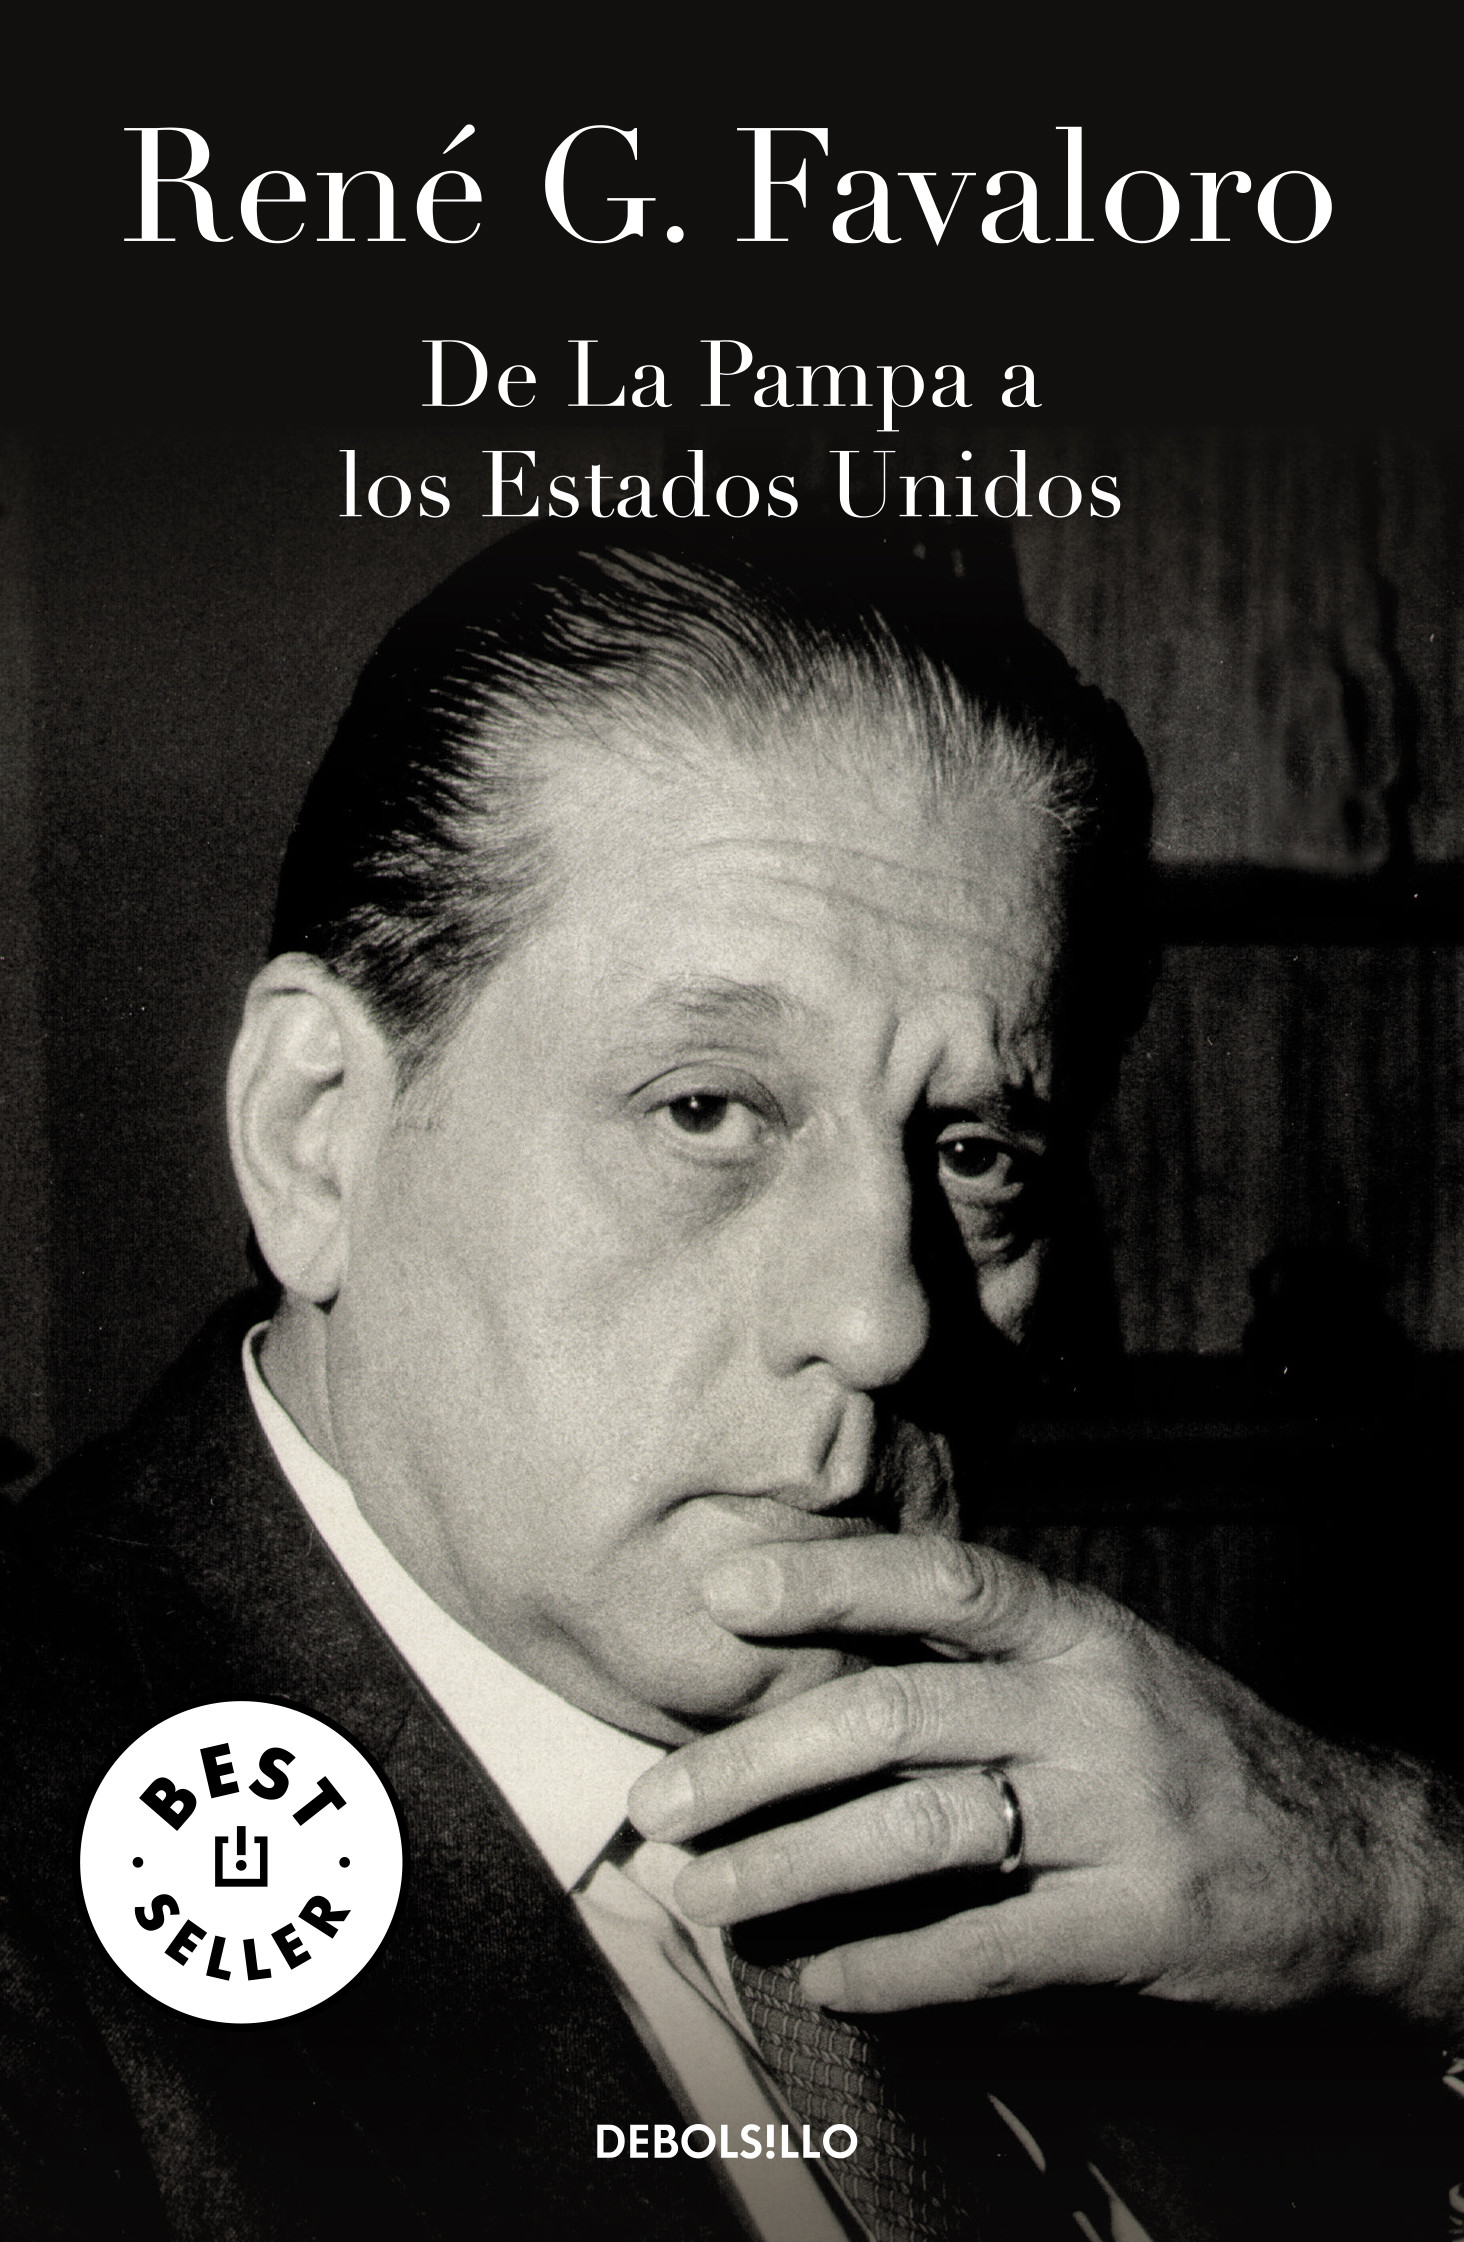 René G. Favaloro
De La Pampa a
los Estados Unidos
BEST
SELLER
DEBOLS!LLO